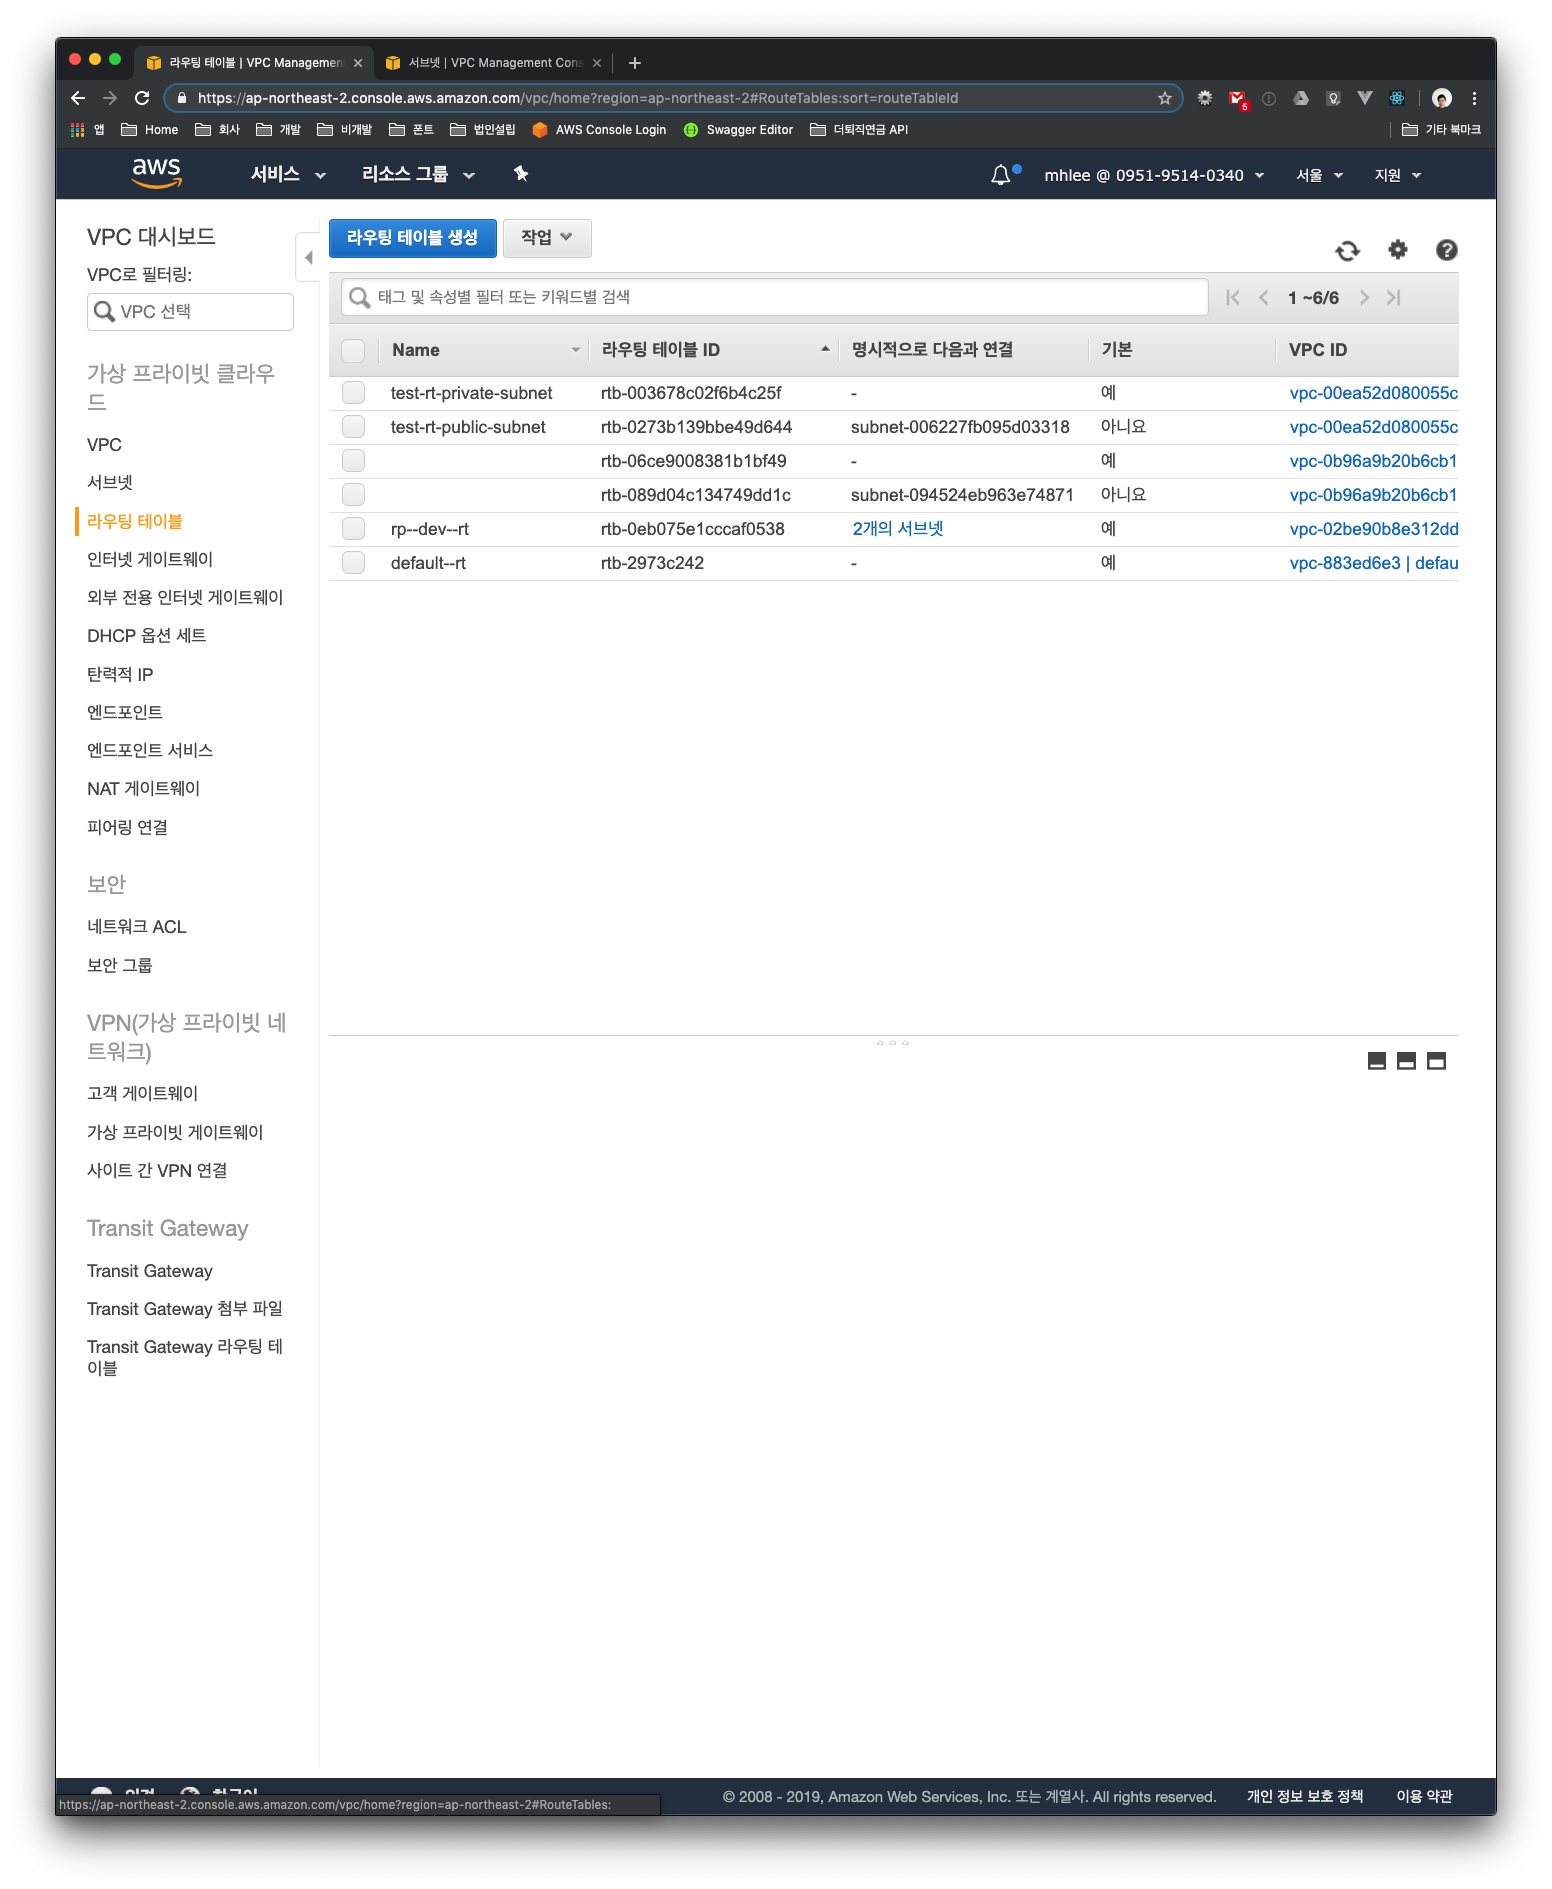 라우팅 테이블 | VPC Managemen
서브넷 | VPC Management Cons
https://ap-northeast-2.console.aws.amazon.com/vpc/home?region=ap-northeast-2#RouteTables:sort=routeTableId
5
앱 Home 회사 개발 비개발 폰트 법인설립 AWS Console Login Swagger Editor 더퇴직연금 API 기타 북마크
aws 서비스 리소스 그룹 mhlee @ 0951-9514-0340 서울 지원
VPC 대시보드
VPC로 필터링:
VPC 선택
가상 프라이빗 클라우
드
VPC
서브넷
라우팅 테이블
인터넷 게이트웨이
외부 전용 인터넷 게이트웨이
DHCP 옵션 세트
탄력적 IP
엔드포인트
엔드포인트 서비스
NAT 게이트웨이
피어링 연결
보안
네트워크 ACL
보안 그룹
VPN(가상 프라이빗 네
트워크)
고객 게이트웨이
가상 프라이빗 게이트웨이
사이트 간 VPN 연결
Transit Gateway
Transit Gateway
Transit Gateway 첨부 파일
Transit Gateway 라우팅 테
이블
라우팅 테이블 생성 작업
태그 및 속성별 필터 또는 키워드별 검색 1 ~6/6
Name 라우팅 테이블 ID 명시적으로 다음과 연결 기본 VPC ID
test-rt-private-subnet rtb-003678c02f6b4c25f - 예 vpc-00ea52d080055c
test-rt-public-subnet rtb-0273b139bbe49d644 subnet-006227fb095d03318 아니요 vpc-00ea52d080055c
rtb-06ce9008381b1bf49 - 예 vpc-0b96a9b20b6cb1
rtb-089d04c134749dd1c subnet-094524eb963e74871 아니요 vpc-0b96a9b20b6cb1
rp--dev--rt rtb-0eb075e1cccaf0538 2개의 서브넷 예 vpc-02be90b8e312dd
default--rt rtb-2973c242 - 예 vpc-883ed6e3 | defau
https://ap-northeast-2.console.aws.amazon.com/vpc/home?region=ap-northeast-2#RouteTables:
© 2008 - 2019, Amazon Web Services, Inc. 또는 계열사. All rights reserved. 개인 정보 보호 정책 이용 약관